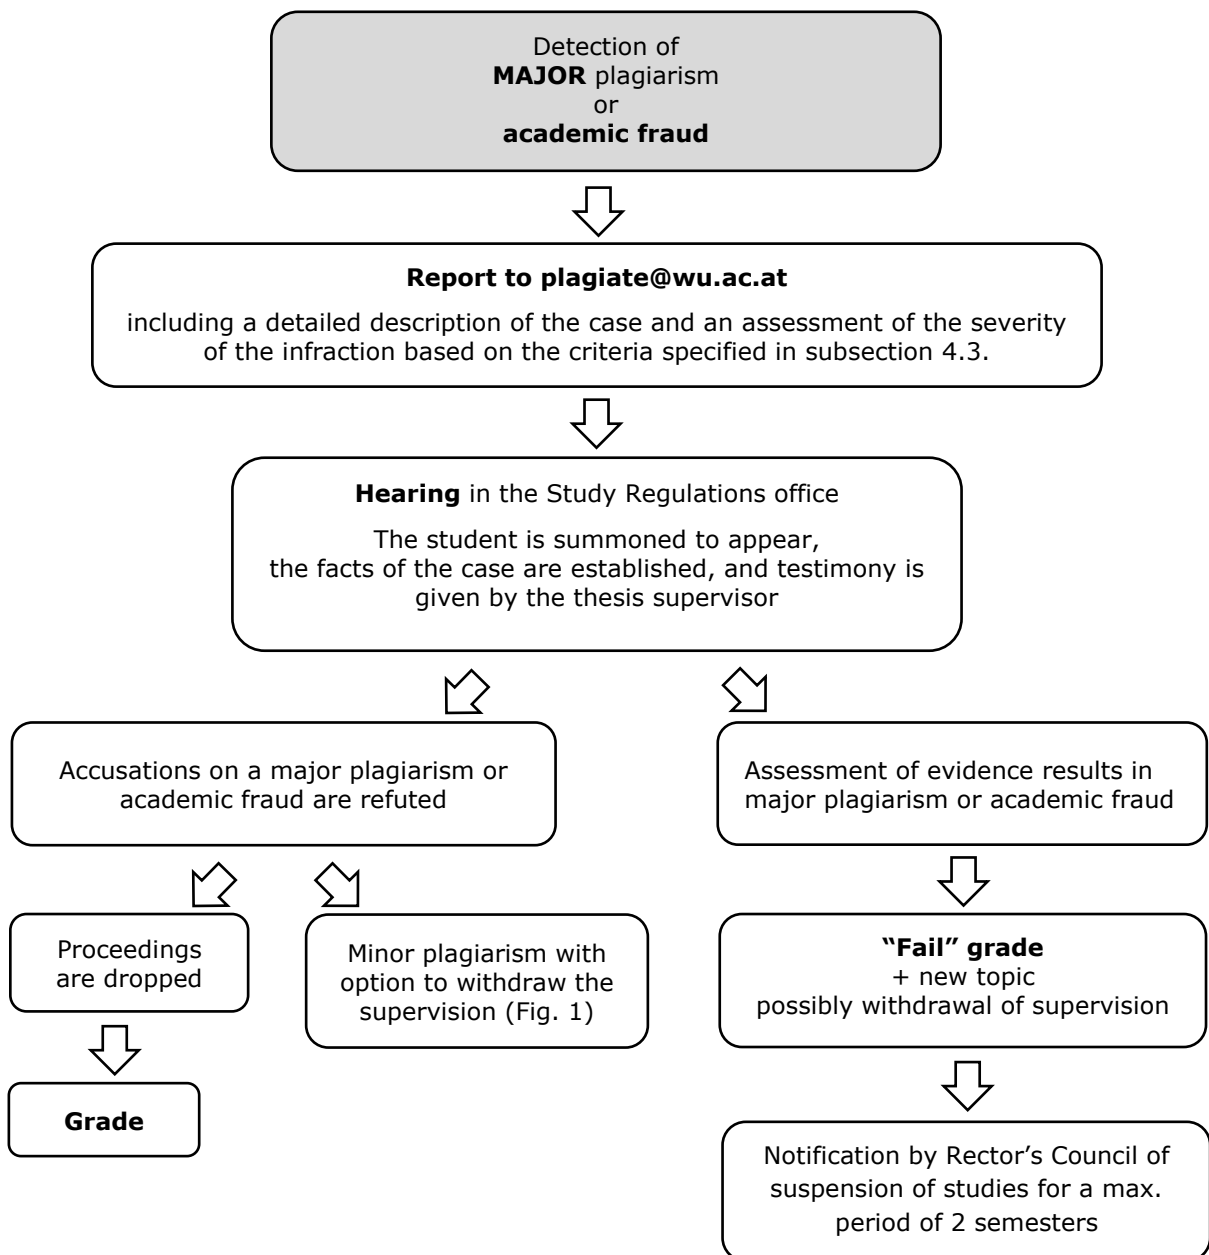 Detection of
MAJOR plagiarism
or
academic fraud
Report to plagiate@wu.ac.at
including a detailed description of the case and an assessment of the severity
of the infraction based on the criteria specified in subsection 4.3.
Hearing in the Study Regulations office
The student is summoned to appear,
the facts of the case are established, and testimony is
given by the thesis supervisor
Accusations on a major plagiarism or
academic fraud are refuted
Assessment of evidence results in
major plagiarism or academic fraud
Proceedings
are dropped
Minor plagiarism with
option to withdraw the
supervision (Fig. 1)
“Fail” grade
+ new topic
possibly withdrawal of supervision
Grade
Notification by Rector’s Council of
suspension of studies for a max.
period of 2 semesters